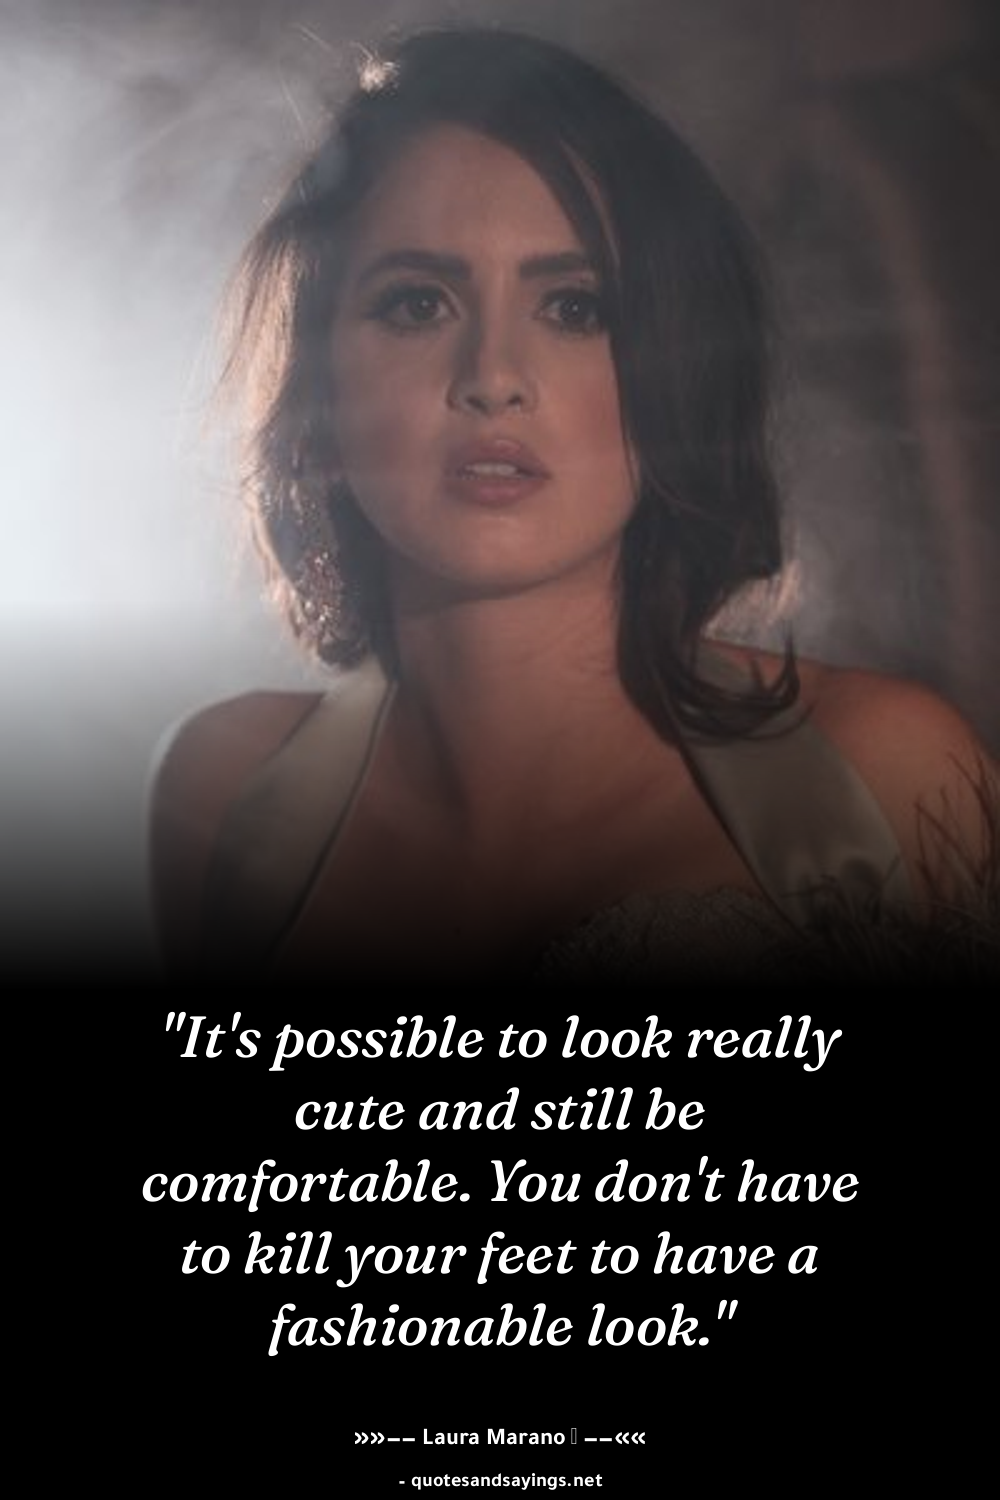 "It's possible to look really
cute and still be
comfortable. You don't have
to kill your feet to have a
fashionable look."
»»−− Laura Marano ▯ −−««
- quotesandsayings.net